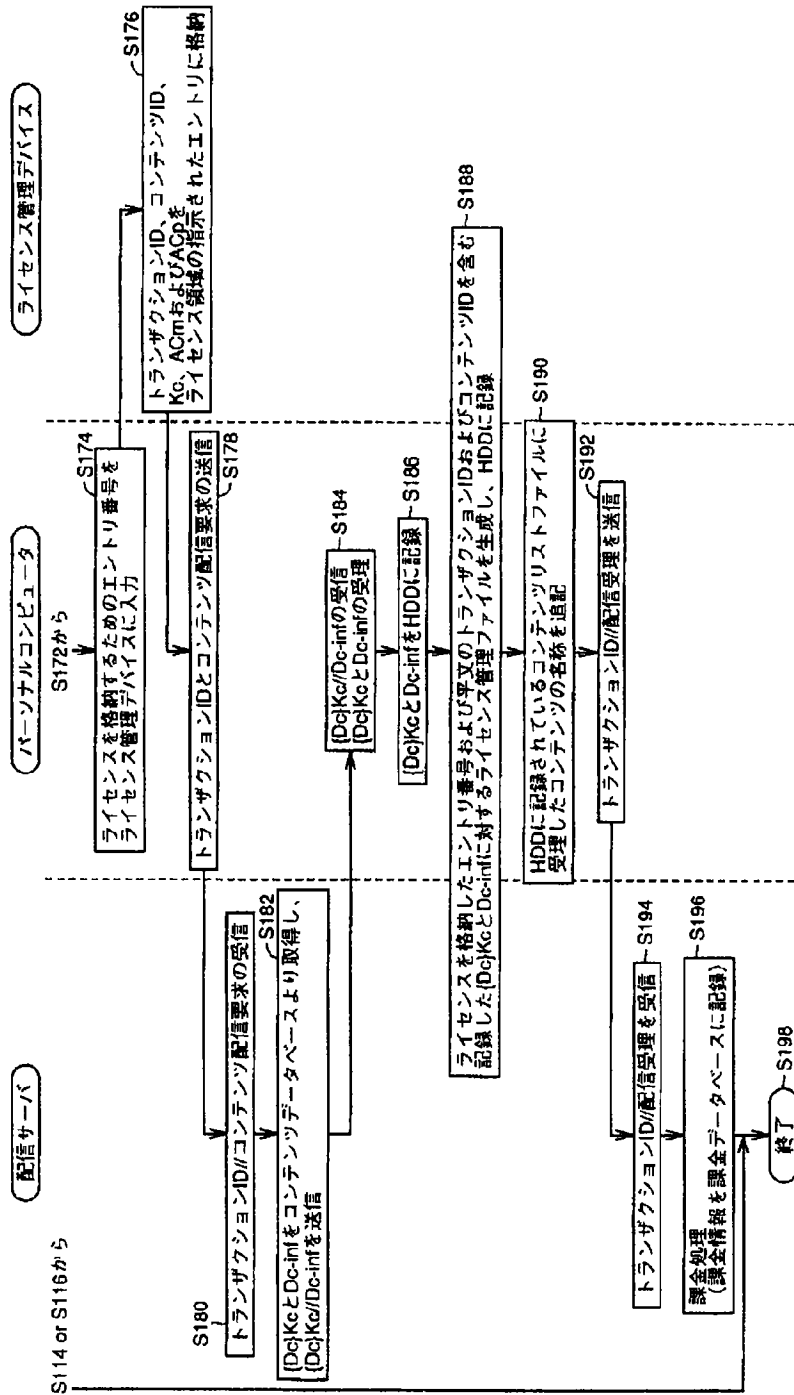 配信サーバ
パーソナルコンピュータ
ライセンス管理デバイス
S114 or S116から
S172から
S174
ライセンスを格納するためのエントリ番号を
ライセンス管理デバイスに入力
S176
トランザクションID、コンテンツID、
Kc、ACmおよびACpを
ライセンス領域の指示されたエントリに格納
トランザクションIDとコンテンツ配信要求の送信
S178
S180
トランザクションID//コンテンツ配信要求の受信
S182
{Dc}KcとDc-infをコンテンツデータベースより取得し、
{Dc}Kc//Dc-infを送信
S184
{Dc}Kc//Dc-infの受信
{Dc}KcとDc-infの受理
S186
{Dc}KcとDc-infをHDDに記録
S188
ライセンスを格納したエントリ番号および平文のトランザクションIDおよびコンテンツIDを含む
記録した{Dc}KcとDc-infに対するライセンス管理ファイルを生成し、HDDに記録
S190
HDDに記録されているコンテンツリストファイルに
受理したコンテンツの名称を追記
S192
トランザクションID//配信受理を送信
S194
トランザクションID//配信受理を受信
S196
課金処理
(課金情報を課金データベースに記録)
S198
終了